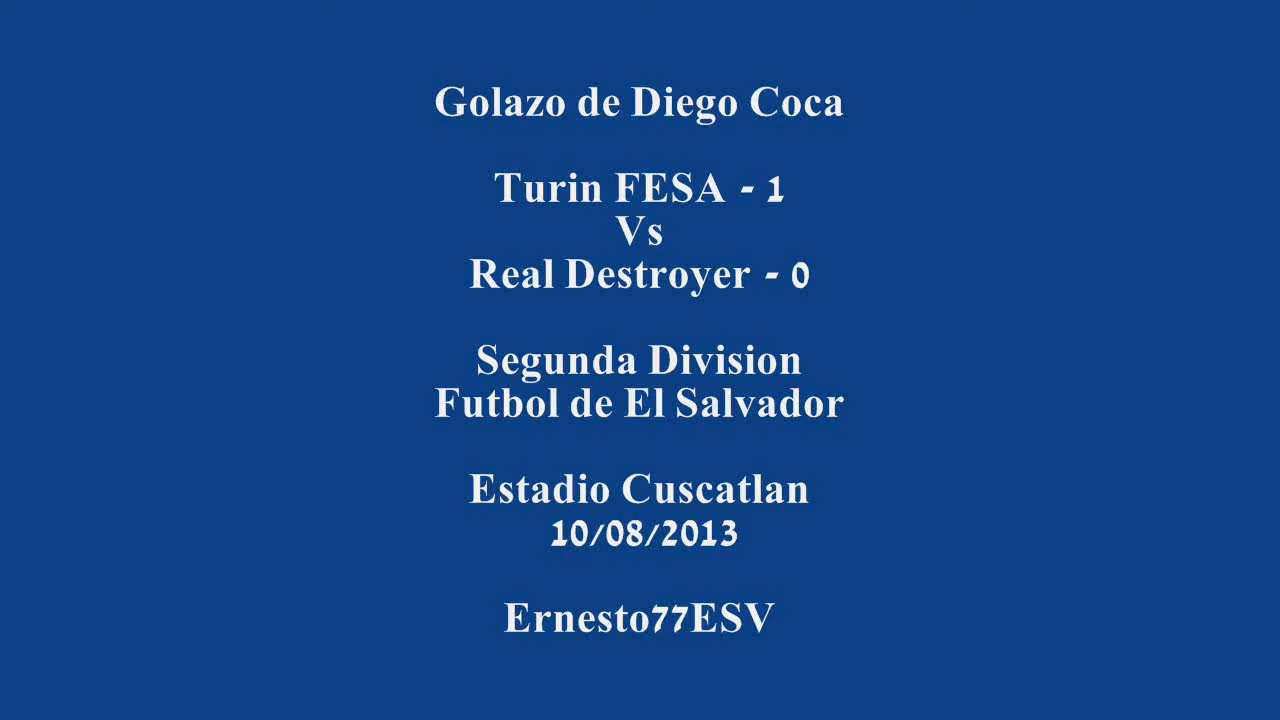 Golazo de Diego Coca
Turin FESA - 1
Vs
Real Destroyer - 0
Segunda Division
Futbol de El Salvador
Estadio Cuscatlan
10/08/2013
Ernesto77ESV